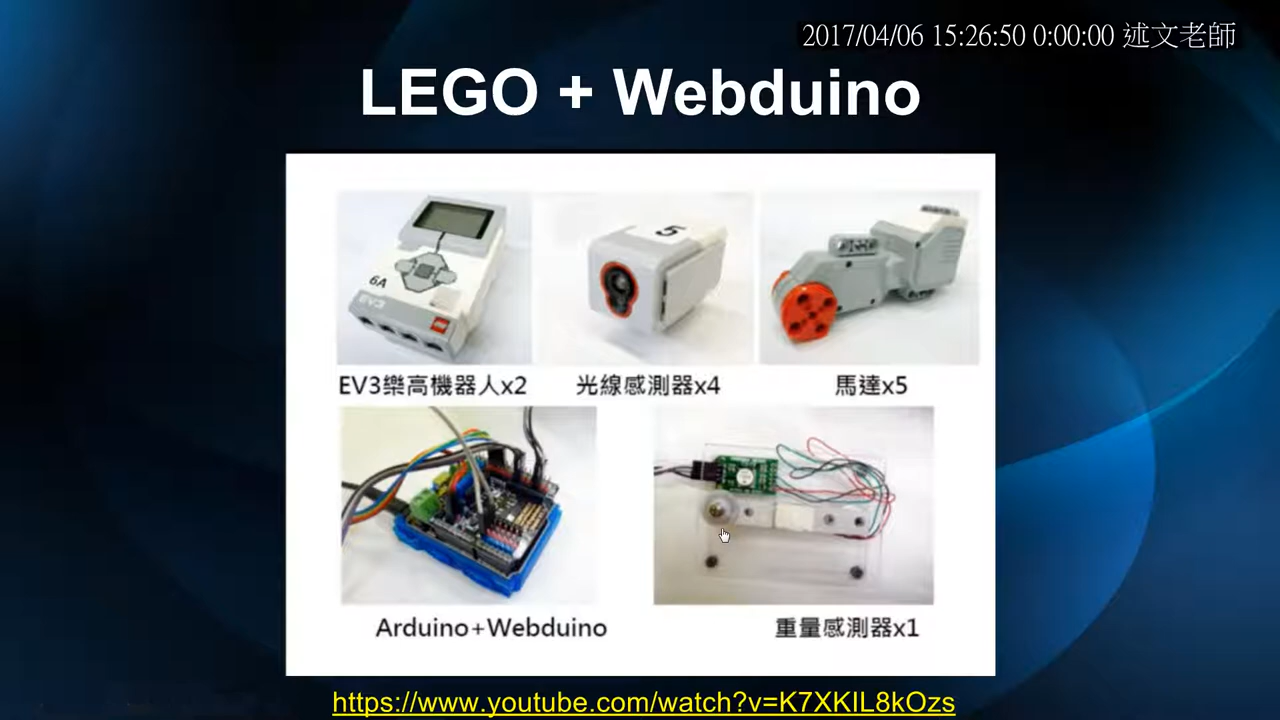 2017/04/06 15:26:50 0:00:00 述文老師
LEGO + Webduino
5
6A
EV3
EV3樂高機器人x2
光線感測器x4
馬達x5
Arduino+Webduino
重量感測器x1
https://www.youtube.com/watch?v=K7XKIL8kOzs